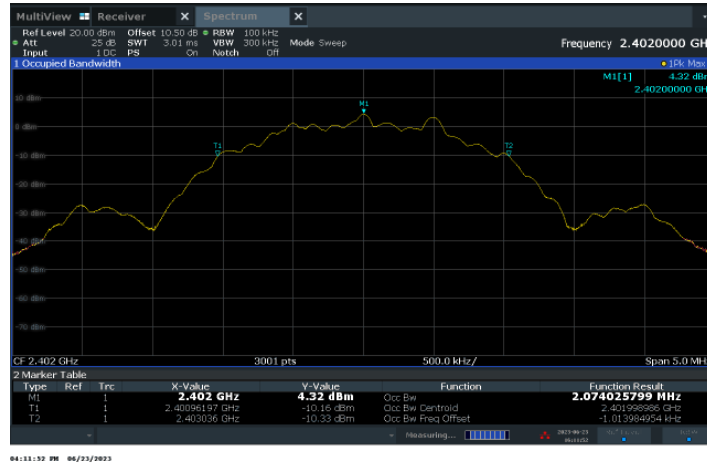 MultiView Receiver X Spectrum X
Ref Level 20.00 dBm Offset 10.50 dB RBW 100 kHz
Att 25 dB SWT 3.01 ms VBW 300 kHz Mode Sweep Frequency 2.4020000 GH
Input 1 DC PS On Notch Off
1 Occupied Bandwidth 1Pk Max
M1[1] 4.32 dBr
2.40200000 GH
10 dBm
M1
0 dBm
T1 T2
-10 dBm
-20 dBm
-30 dBm
-40 dBm
-50 dBm
-60 dBm
-70 dBm
CF 2.402 GHz 3001 pts 500.0 kHz/ Span 5.0 MH
2 Marker Table
Type Ref Trc X-Value Y-Value Function Function Result
M1 1 2.402 GHz 4.32 dBm Occ Bw 2.074025799 MHz
T1 1 2.40096197 GHz -10.16 dBm Occ Bw Centroid 2.401998986 GHz
T2 1 2.403036 GHz -10.33 dBm Occ Bw Freq Offset -1.013984954 kHz
Measuring... 2023-06-23
04:11:52 PM 06/23/2023